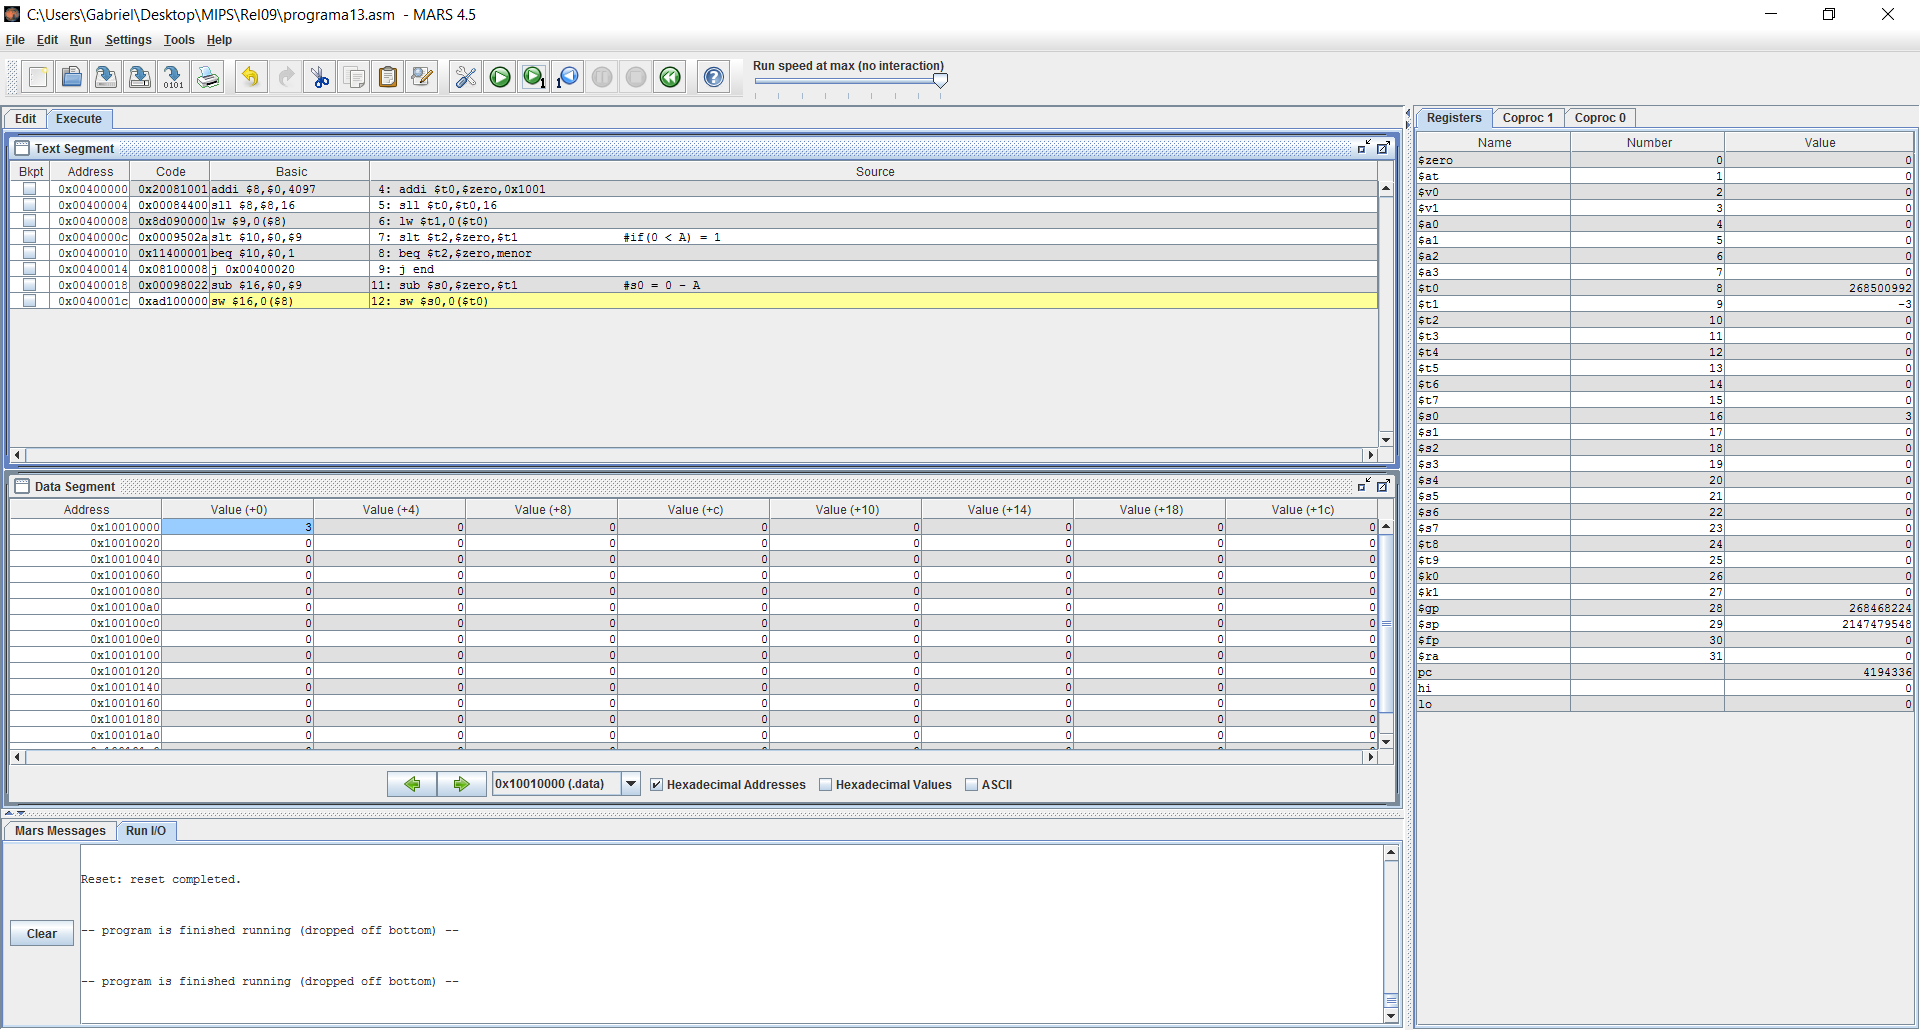 C:\Users\Gabriel\Desktop\MIPS\Rel09\programa13.asm  - MARS 4.5
File Edit Run Settings Tools Help
Run speed at max (no interaction)
Edit Execute
Text Segment
Bkpt Address Code Basic Source
0x00400000 0x20081001 addi $8,$0,4097 4: addi $t0,$zero,0x1001
0x00400004 0x00084400 sll $8,$8,16 5: sll $t0,$t0,16
0x00400008 0x8d090000 lw $9,0($8) 6: lw $t1,0($t0)
0x0040000c 0x0009502a slt $10,$0,$9 7: slt $t2,$zero,$t1 #if(0 < A) = 1
0x00400010 0x11400001 beq $10,$0,1 8: beq $t2,$zero,menor
0x00400014 0x08100008 j 0x00400020 9: j end
0x00400018 0x00098022 sub $16,$0,$9 11: sub $s0,$zero,$t1 #s0 = 0 - A
0x0040001c 0xad100000 sw $16,0($8) 12: sw $s0,0($t0)
Data Segment
Address Value (+0) Value (+4) Value (+8) Value (+c) Value (+10) Value (+14) Value (+18) Value (+1c)
0x10010000 3 0 0 0 0 0 0 0
0x10010020 0 0 0 0 0 0 0 0
0x10010040 0 0 0 0 0 0 0 0
0x10010060 0 0 0 0 0 0 0 0
0x10010080 0 0 0 0 0 0 0 0
0x100100a0 0 0 0 0 0 0 0 0
0x100100c0 0 0 0 0 0 0 0 0
0x100100e0 0 0 0 0 0 0 0 0
0x10010100 0 0 0 0 0 0 0 0
0x10010120 0 0 0 0 0 0 0 0
0x10010140 0 0 0 0 0 0 0 0
0x10010160 0 0 0 0 0 0 0 0
0x10010180 0 0 0 0 0 0 0 0
0x100101a0 0 0 0 0 0 0 0 0
0x10010000 (.data) Hexadecimal Addresses Hexadecimal Values ASCII
Mars Messages Run I/O
Reset: reset completed.
-- program is finished running (dropped off bottom) --
Clear
-- program is finished running (dropped off bottom) --
Registers Coproc 1 Coproc 0
Name Number Value
$zero 0 0
$at 1 0
$v0 2 0
$v1 3 0
$a0 4 0
$a1 5 0
$a2 6 0
$a3 7 0
$t0 8 268500992
$t1 9 -3
$t2 10 0
$t3 11 0
$t4 12 0
$t5 13 0
$t6 14 0
$t7 15 0
$s0 16 3
$s1 17 0
$s2 18 0
$s3 19 0
$s4 20 0
$s5 21 0
$s6 22 0
$s7 23 0
$t8 24 0
$t9 25 0
$k0 26 0
$k1 27 0
$gp 28 268468224
$sp 29 2147479548
$fp 30 0
$ra 31 0
pc 4194336
hi 0
lo 0